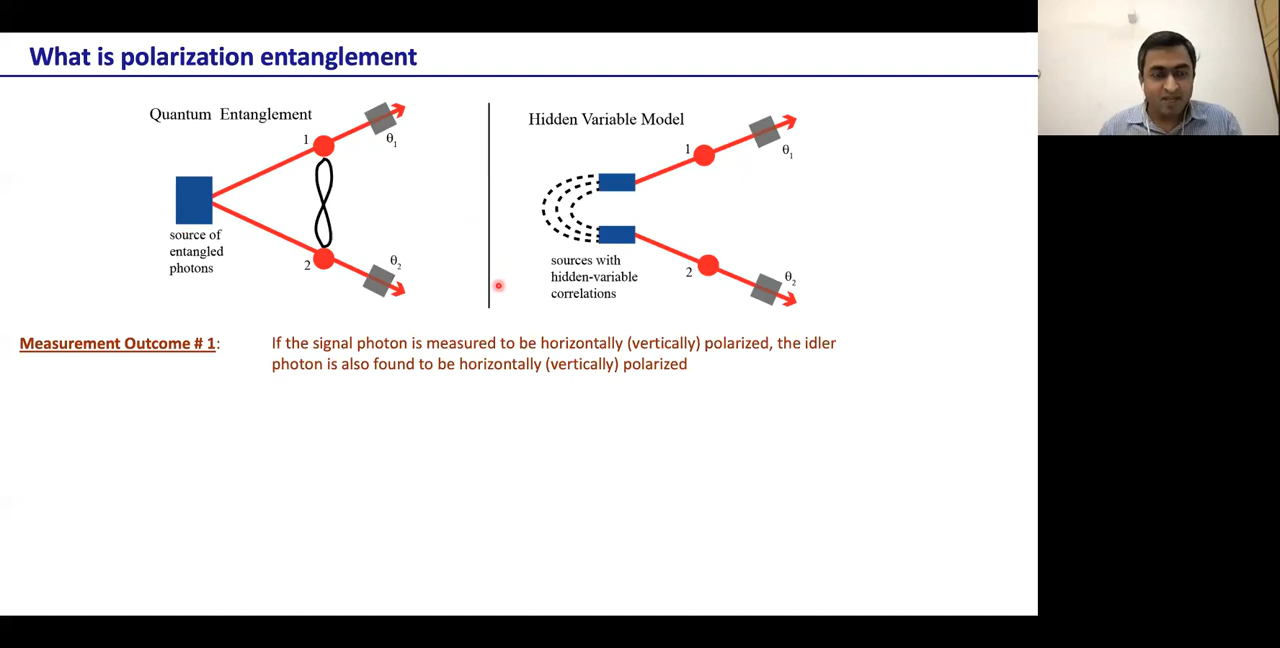 What is polarization entanglement
Quantum Entanglement
1
θ1
source of
entangled
photons
2
θ2
Hidden Variable Model
1
θ1
sources with
hidden-variable
correlations
2
θ2
Measurement Outcome # 1:
If the signal photon is measured to be horizontally (vertically) polarized, the idler
photon is also found to be horizontally (vertically) polarized